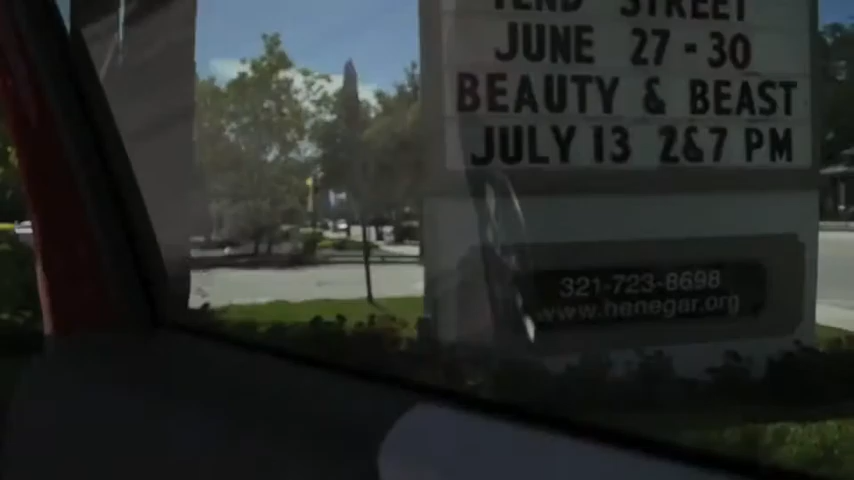 STREET
JUNE 27-30
BEAUTY & BEAST
JULY 13 2&7 PM
321-723-8698
www.henegar.org